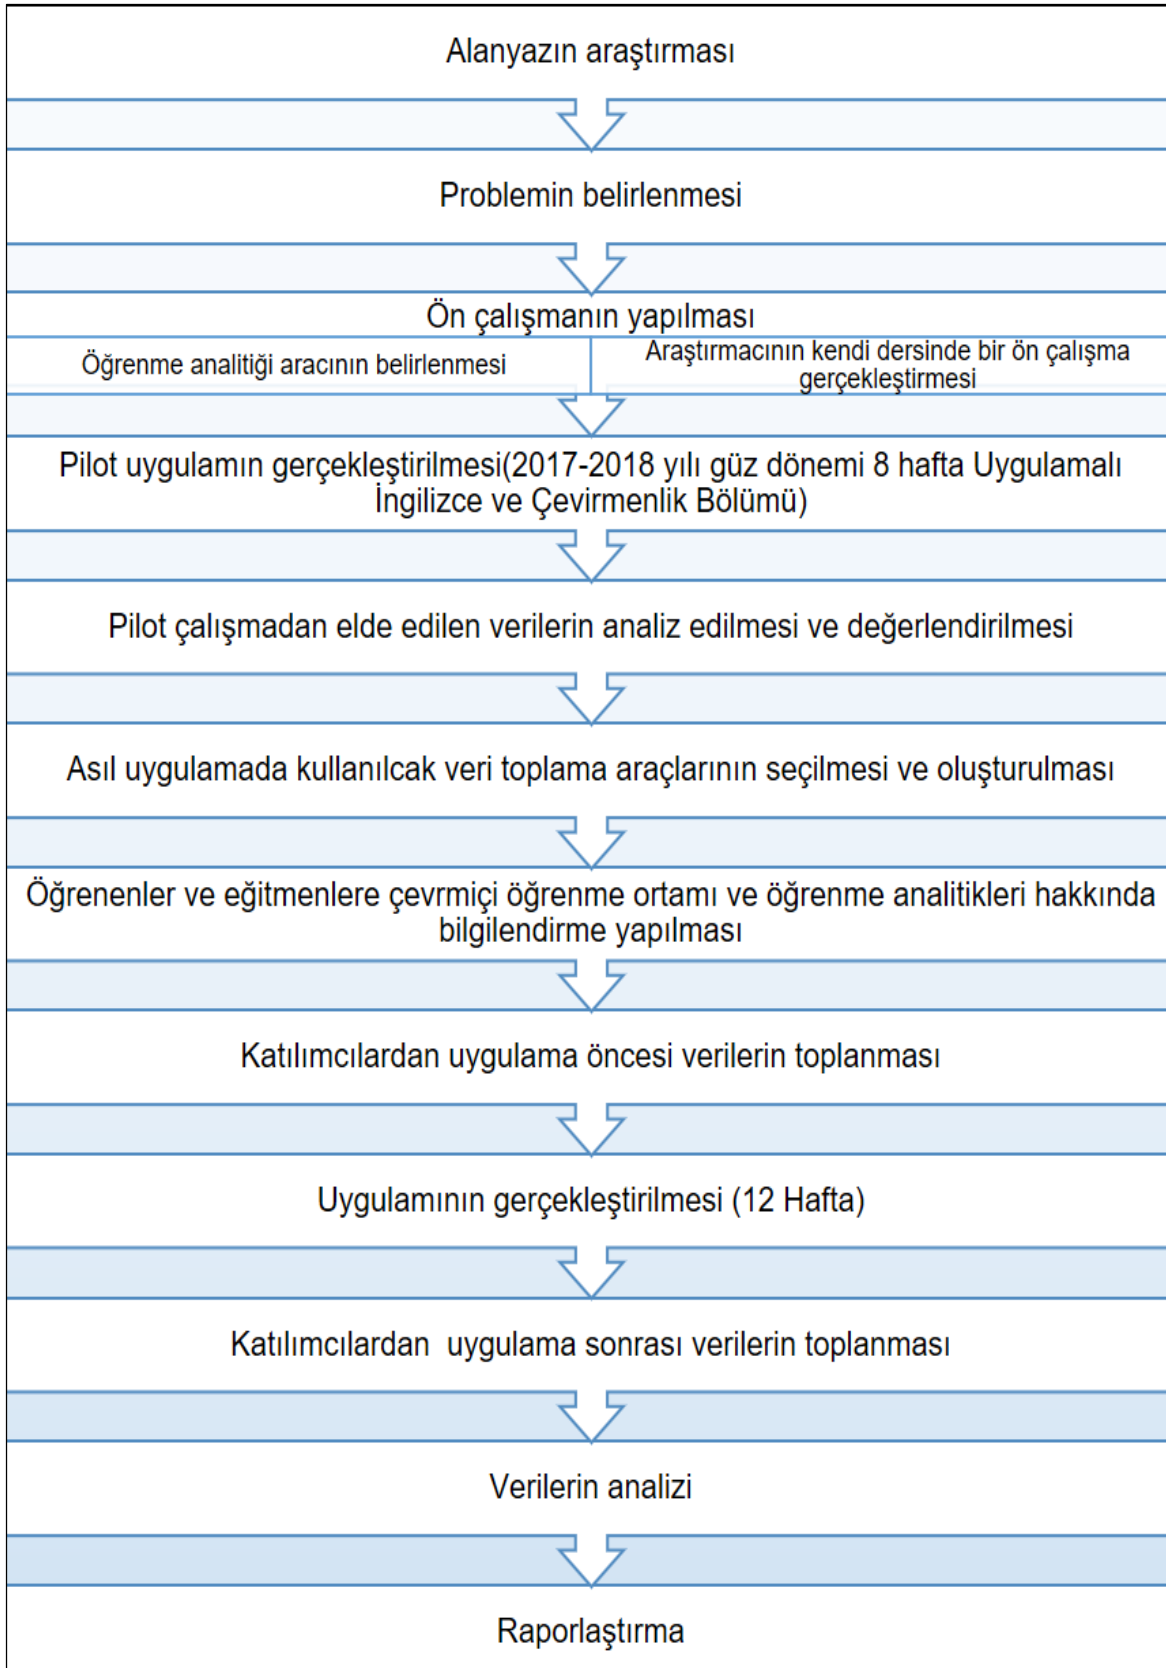 Alanyazın araştırması
Problemin belirlenmesi
Ön çalışmanın yapılması
Öğrenme analitiği aracının belirlenmesi
Araştırmacının kendi dersinde bir ön çalışma
gerçekleştirmesi
Pilot uygulamın gerçekleştirilmesi(2017-2018 yılı güz dönemi 8 hafta Uygulamalı
İngilizce ve Çevirmenlik Bölümü)
Pilot çalışmadan elde edilen verilerin analiz edilmesi ve değerlendirilmesi
Asıl uygulamada kullanılcak veri toplama araçlarının seçilmesi ve oluşturulması
Öğrenenler ve eğitmenlere çevrmiçi öğrenme ortamı ve öğrenme analitikleri hakkında
bilgilendirme yapılması
Katılımcılardan uygulama öncesi verilerin toplanması
Uygulamının gerçekleştirilmesi (12 Hafta)
Katılımcılardan  uygulama sonrası verilerin toplanması
Verilerin analizi
Raporlaştırma